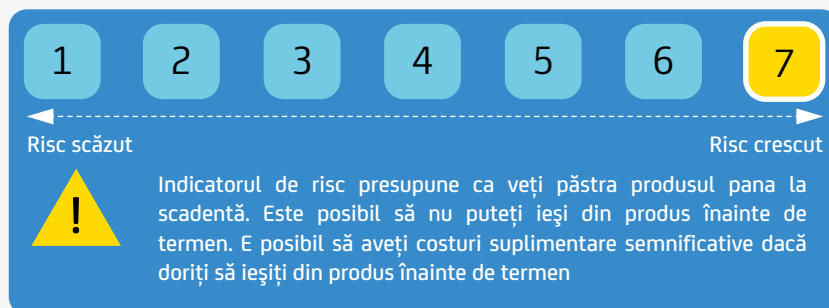 1 2 3 4 5 6 7
Risc scăzut Risc crescut
!
Indicatorul de risc presupune ca veți păstra produsul pana la
scadentă. Este posibil să nu puteți ieși din produs înainte de
termen. E posibil să aveți costuri suplimentare semnificative dacă
doriți să ieșiți din produs înainte de termen